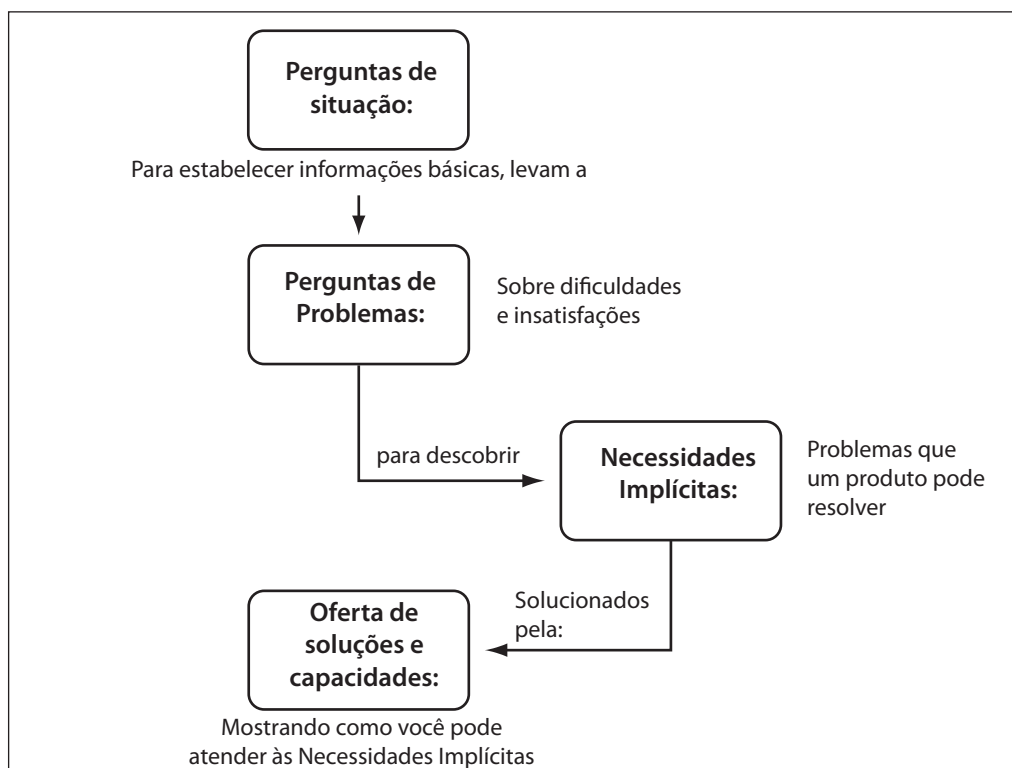 Perguntas de
situação:
Para estabelecer informações básicas, levam a
Perguntas de
Problemas:
Sobre dificuldades
e insatisfações
para descobrir
Necessidades
Implícitas:
Problemas que
um produto pode
resolver
Solucionados
pela:
Oferta de
soluções e
capacidades:
Mostrando como você pode
atender às Necessidades Implícitas